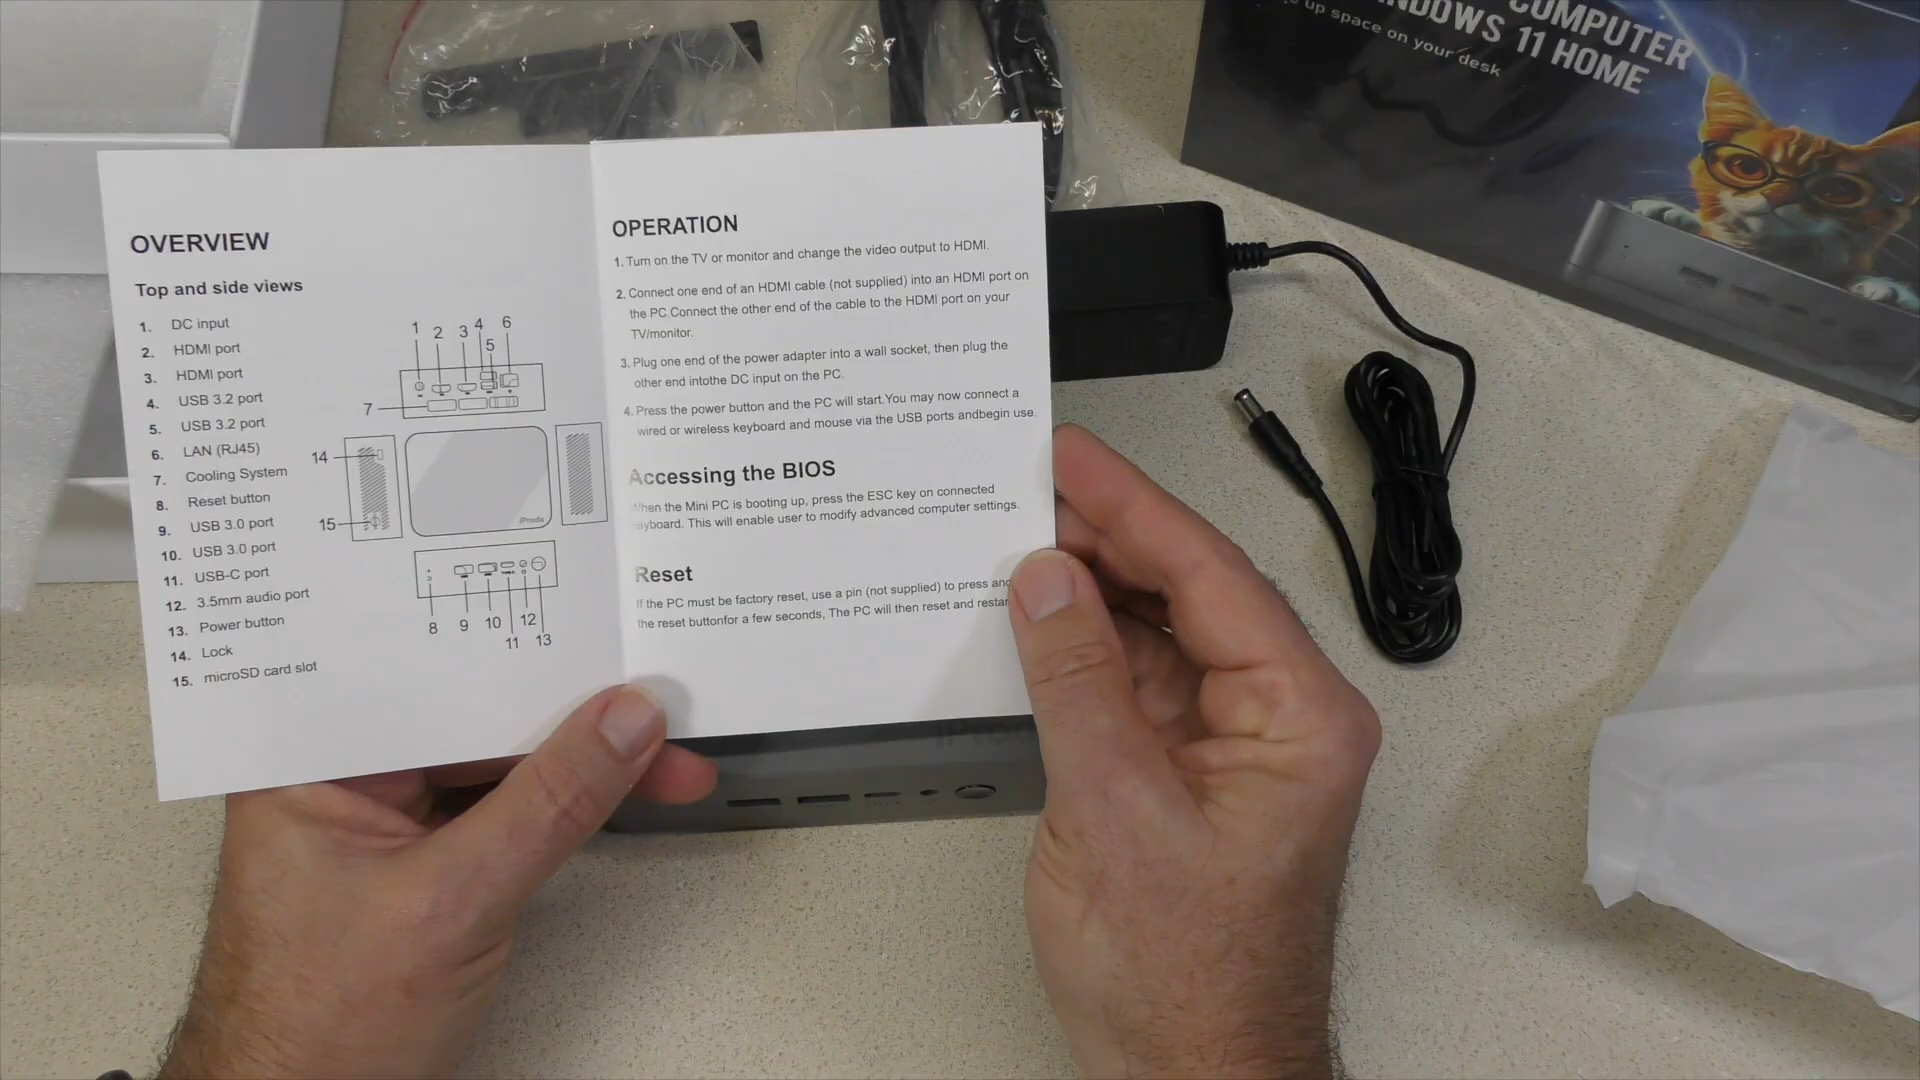 COMPUTER
WINDOWS 11 HOME
up space on your desk
OVERVIEW
Top and side views
1. DC input
2. HDMI port
3. HDMI port
4. USB 3.2 port
5. USB 3.2 port
6. LAN (RJ45)
7. Cooling System
8. Reset button
9. USB 3.0 port
10. USB 3.0 port
11. USB-C port
12. 3.5mm audio port
13. Power button
14. Lock
15. microSD card slot
1 2 3 4 5 6
7
14
15
iProda
8 9 10 11 12 13
OPERATION
1. Turn on the TV or monitor and change the video output to HDMI.
2. Connect one end of an HDMI cable (not supplied) into an HDMI port on
the PC.Connect the other end of the cable to the HDMI port on your
TV/monitor.
3. Plug one end of the power adapter into a wall socket, then plug the
other end intothe DC input on the PC.
4. Press the power button and the PC will start.You may now connect a
wired or wireless keyboard and mouse via the USB ports andbegin use.
Accessing the BIOS
When the Mini PC is booting up, press the ESC key on connected
keyboard. This will enable user to modify advanced computer settings.
Reset
If the PC must be factory reset, use a pin (not supplied) to press and
the reset buttonfor a few seconds, The PC will then reset and restar